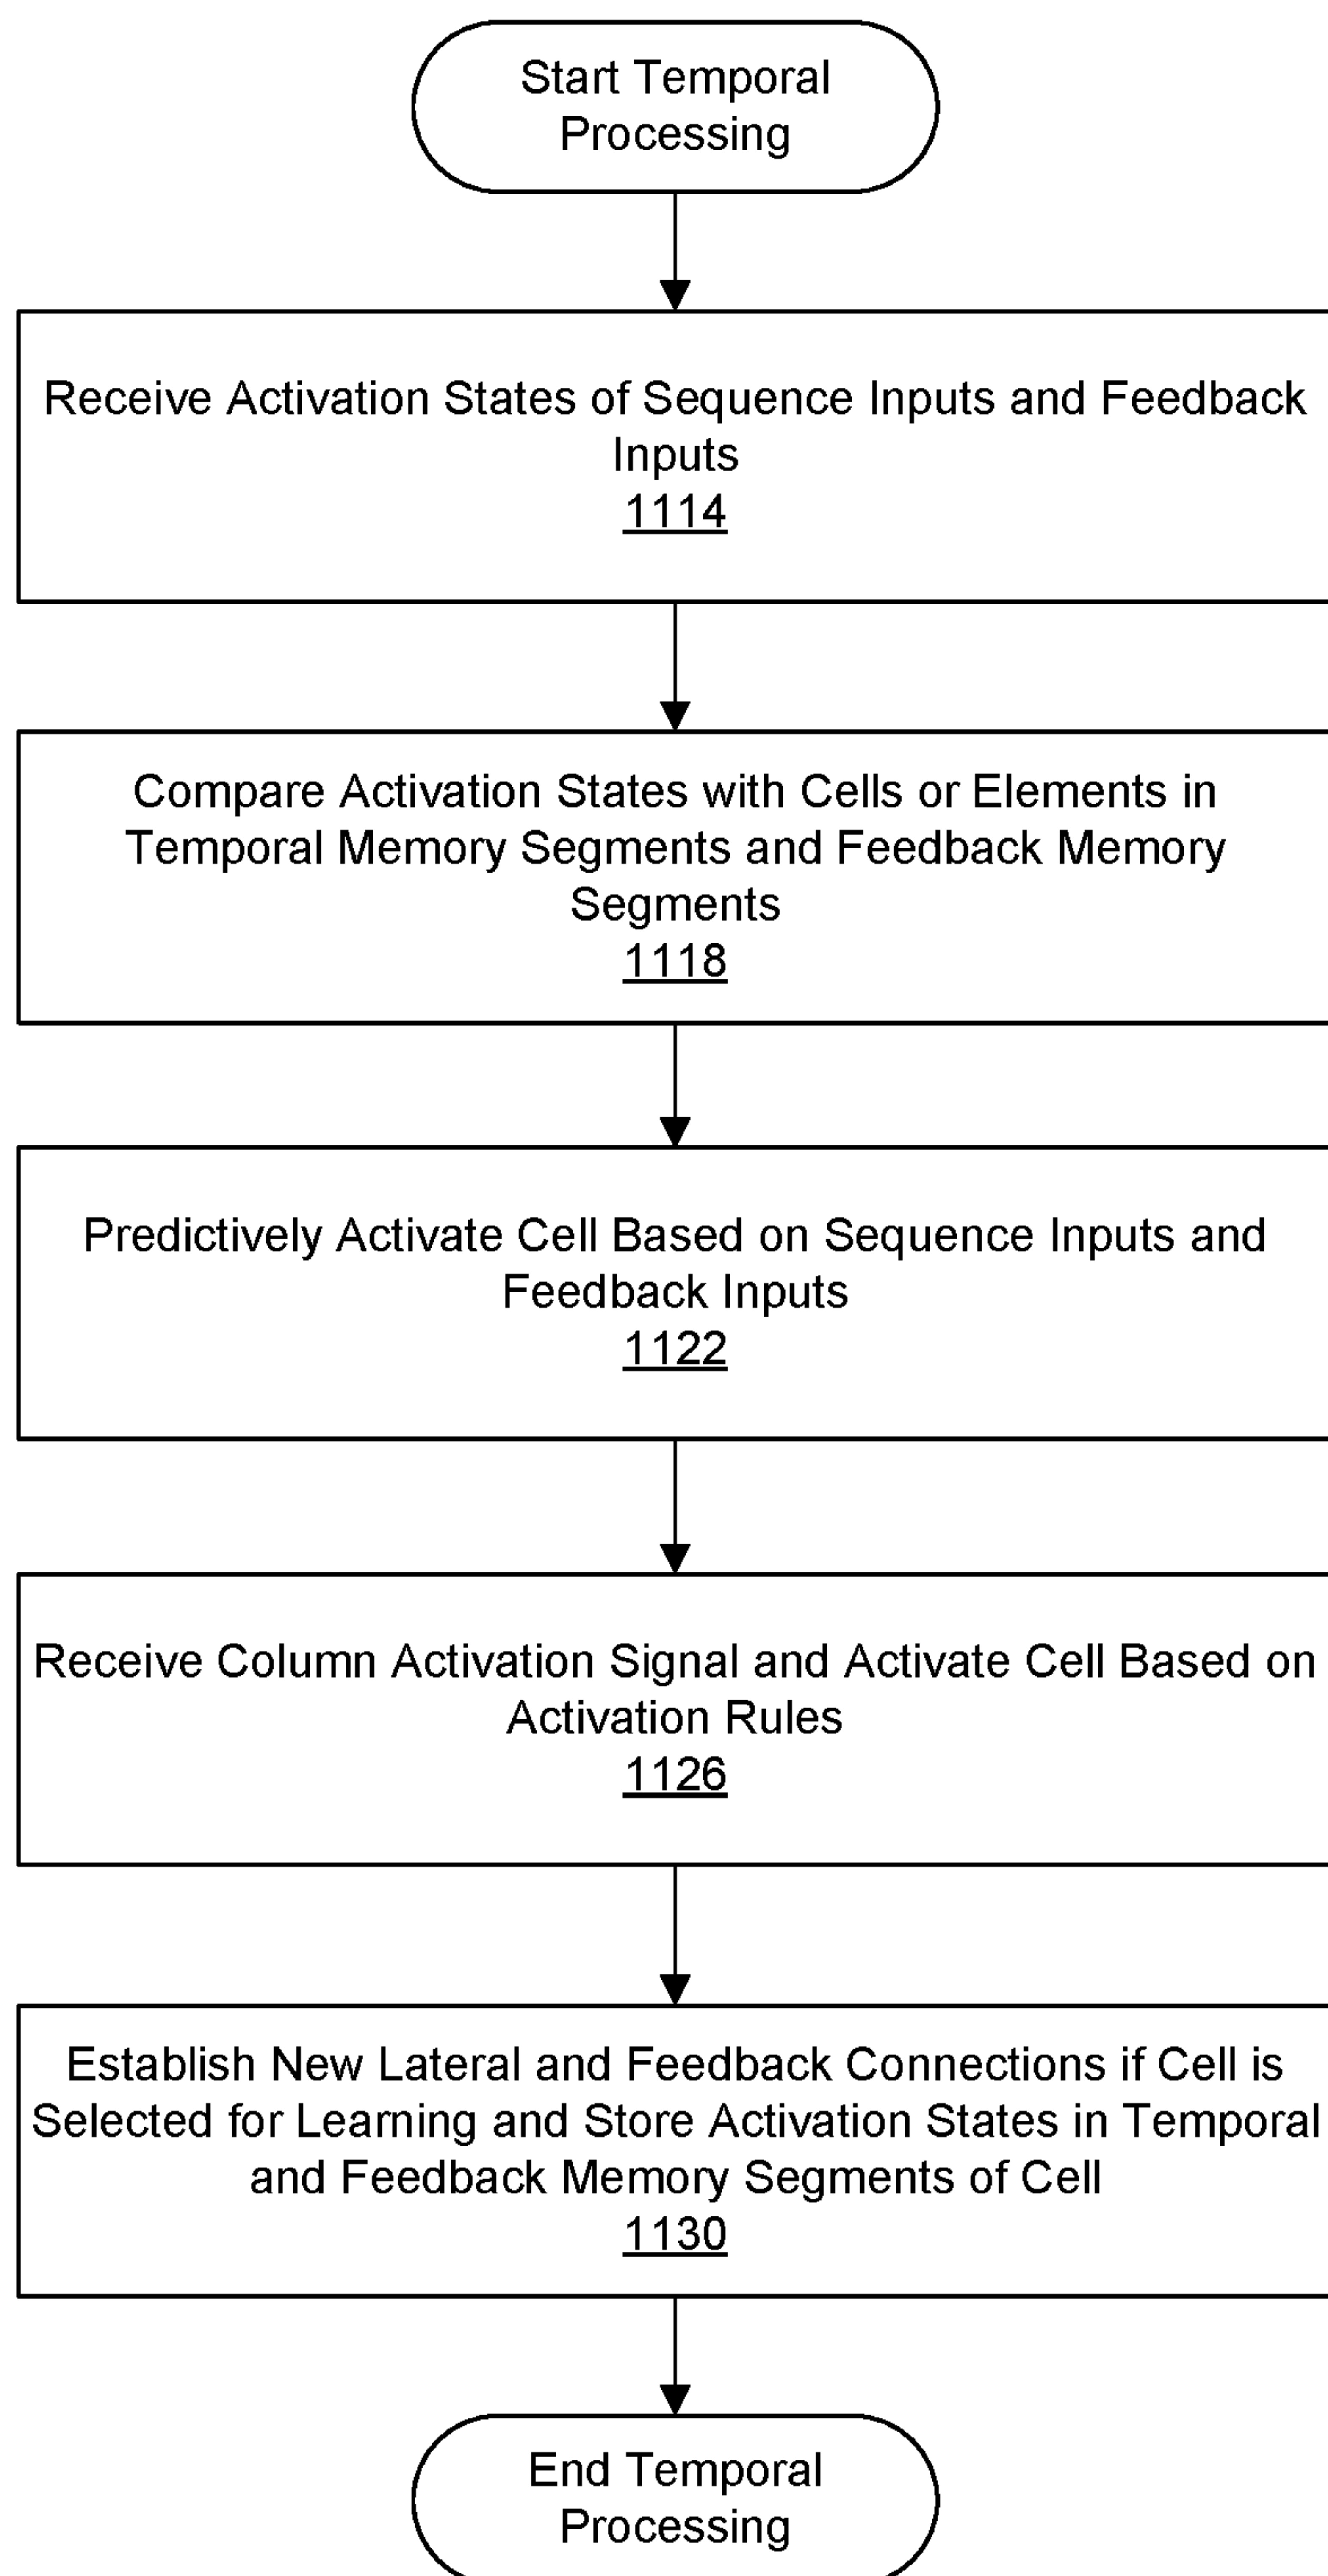 Start Temporal
Processing
Receive Activation States of Sequence Inputs and Feedback
Inputs
1114
Compare Activation States with Cells or Elements in
Temporal Memory Segments and Feedback Memory
Segments
1118
Predictively Activate Cell Based on Sequence Inputs and
Feedback Inputs
1122
Receive Column Activation Signal and Activate Cell Based on
Activation Rules
1126
Establish New Lateral and Feedback Connections if Cell is
Selected for Learning and Store Activation States in Temporal
and Feedback Memory Segments of Cell
1130
End Temporal
Processing